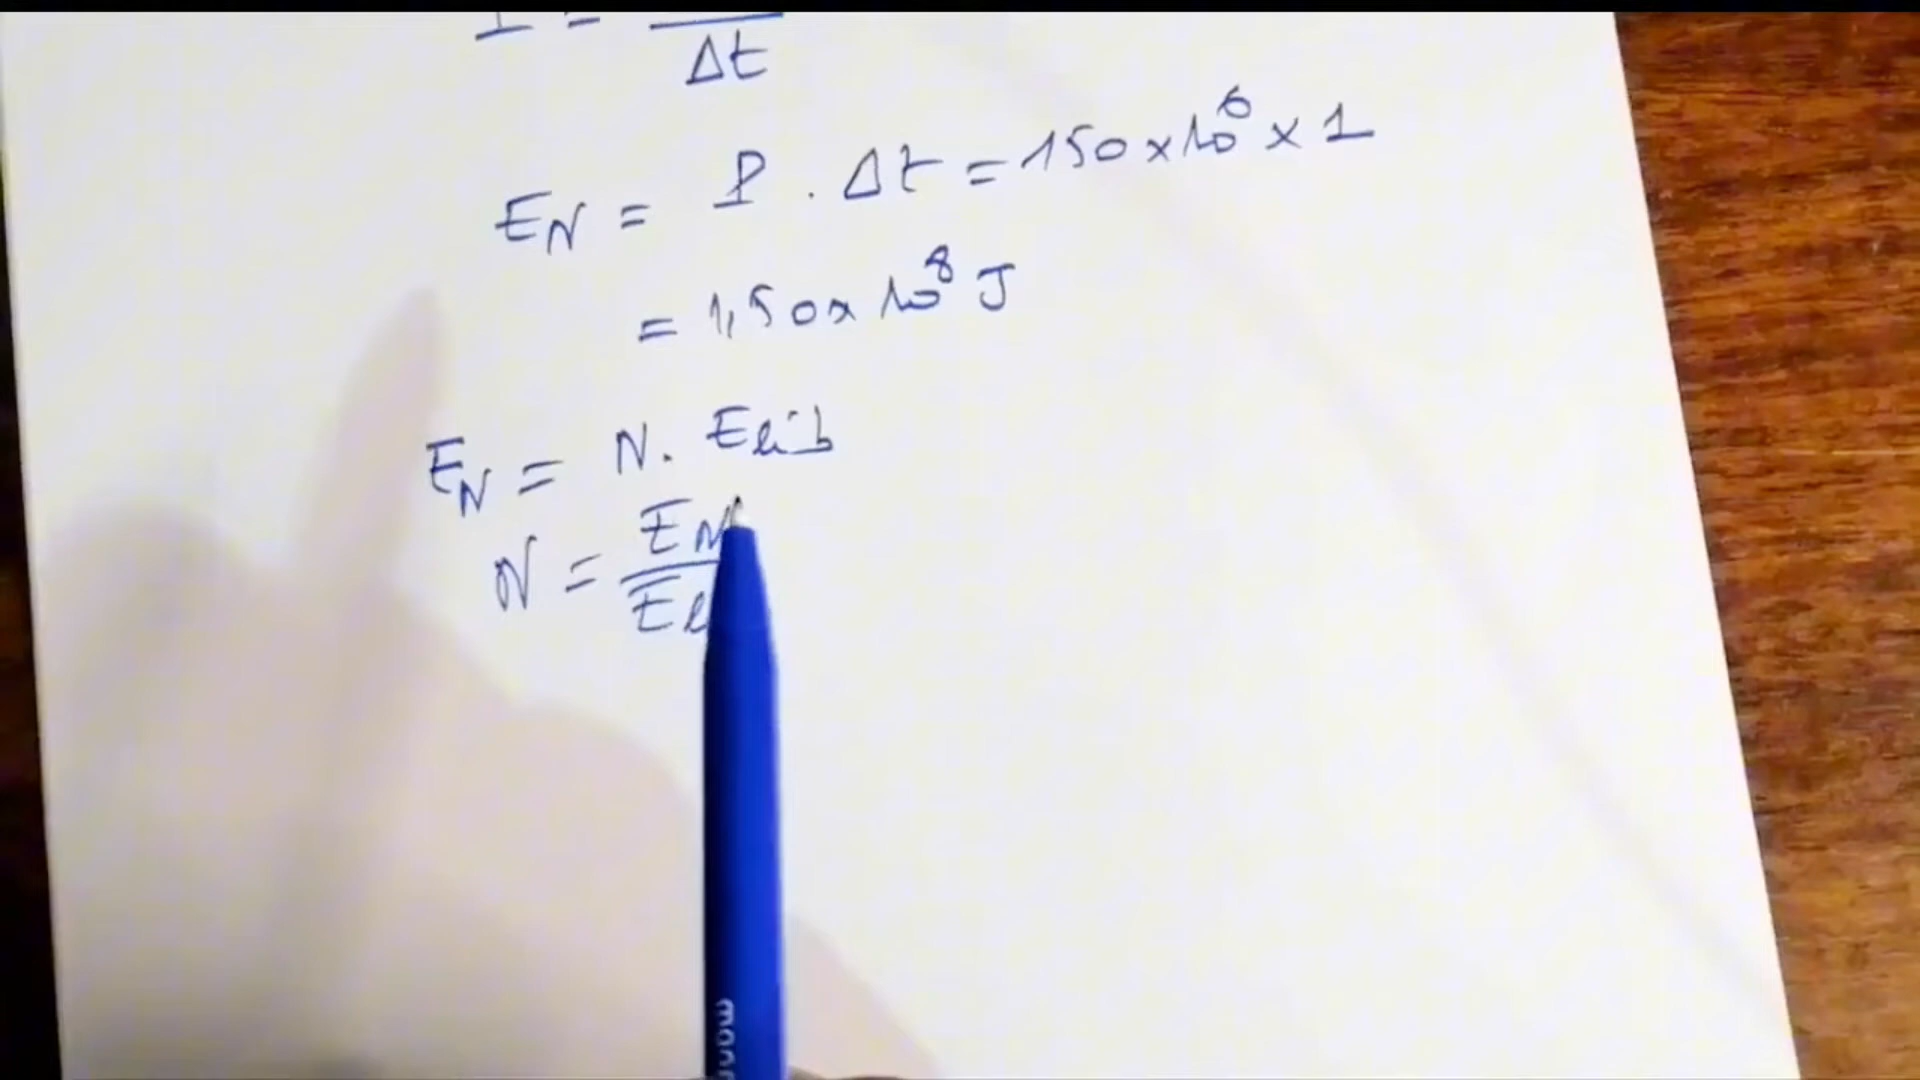 Δt
E_N = P . Δt = 150 x 10^6 x 1
= 1,50 x 10^8 J
E_N = N. Elib
N = E_N / El